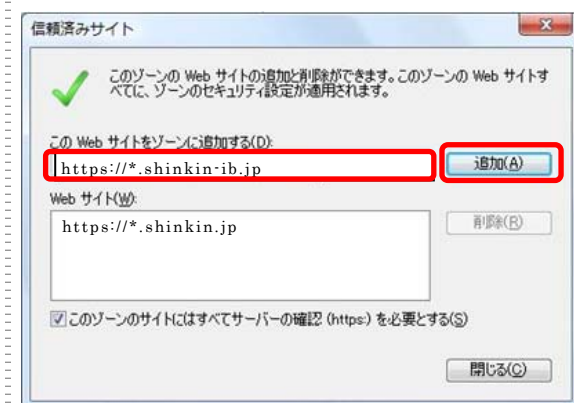 信頼済みサイト
このゾーンの Web サイトの追加と削除ができます。このゾーンの Web サイトす
べてに、ゾーンのセキュリティ設定が適用されます。
この Web サイトをゾーンに追加する(D):
https://*.shinkin-ib.jp
追加(A)
Web サイト(W):
https://*.shinkin.jp
削除(R)
このゾーンのサイトにはすべてサーバーの確認 (https:) を必要とする(S)
閉じる(C)